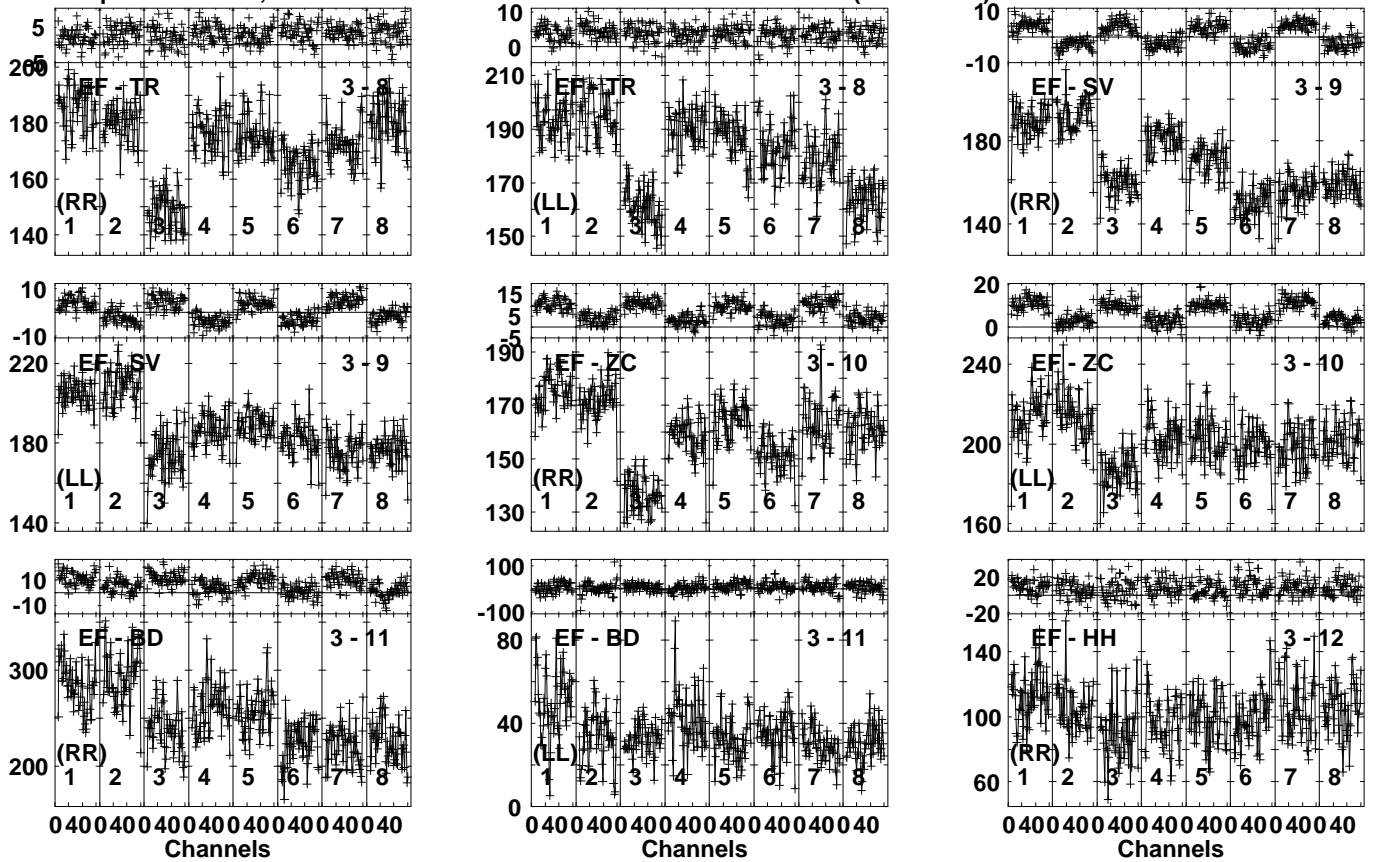 5 10 10
-5 0 -10
200 EF - TR 3 - 8 210 EF - TR 3 - 8 EF - SV 3 - 9
180 190 180
160 170
(RR) (LL) (RR)
1 2 3 4 5 6 7 8 1 2 3 4 5 6 7 8 1 2 3 4 5 6 7 8
140 150 140
10 15 20
-10 5 0
-5
220 EF - SV 3 - 9 190 EF - ZC 3 - 10 240 EF - ZC 3 - 10
180 170 200
150
(LL) (RR) (LL)
1 2 3 4 5 6 7 8 1 2 3 4 5 6 7 8 1 2 3 4 5 6 7 8
140 130 160
10 100 20
-10 -100 -20
300 EF - BD 3 - 11 80 EF - BD 3 - 11 140 EF - HH 3 - 12
40 100
200 (RR) (LL) (RR)
1 2 3 4 5 6 7 8 1 2 3 4 5 6 7 8 60 1 2 3 4 5 6 7 8
0
0 40 0 40 0 40 0 40 0 40 0 40 0 40 0 40 0 40 0 40 0 40 0 40 0 40 0 40 0 40 0 40 0 40 0 40 0 40 0 40 0 40 0 40 0 40 0 40
Channels Channels Channels